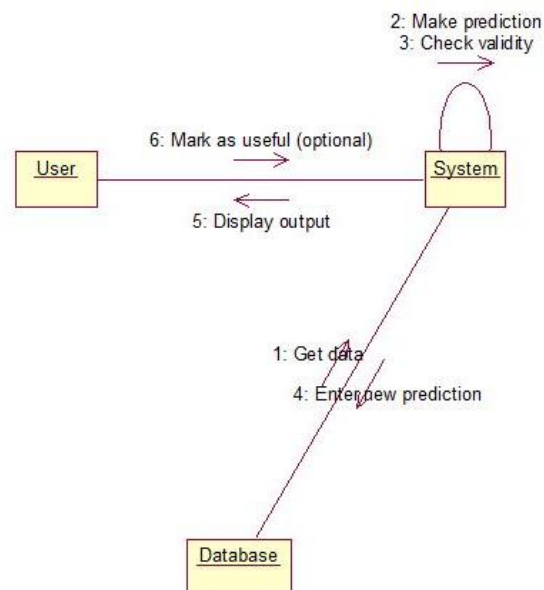 2: Make prediction
3: Check validity
6: Mark as useful (optional)
User
System
5: Display output
1: Get data
4: Enter new prediction
Database